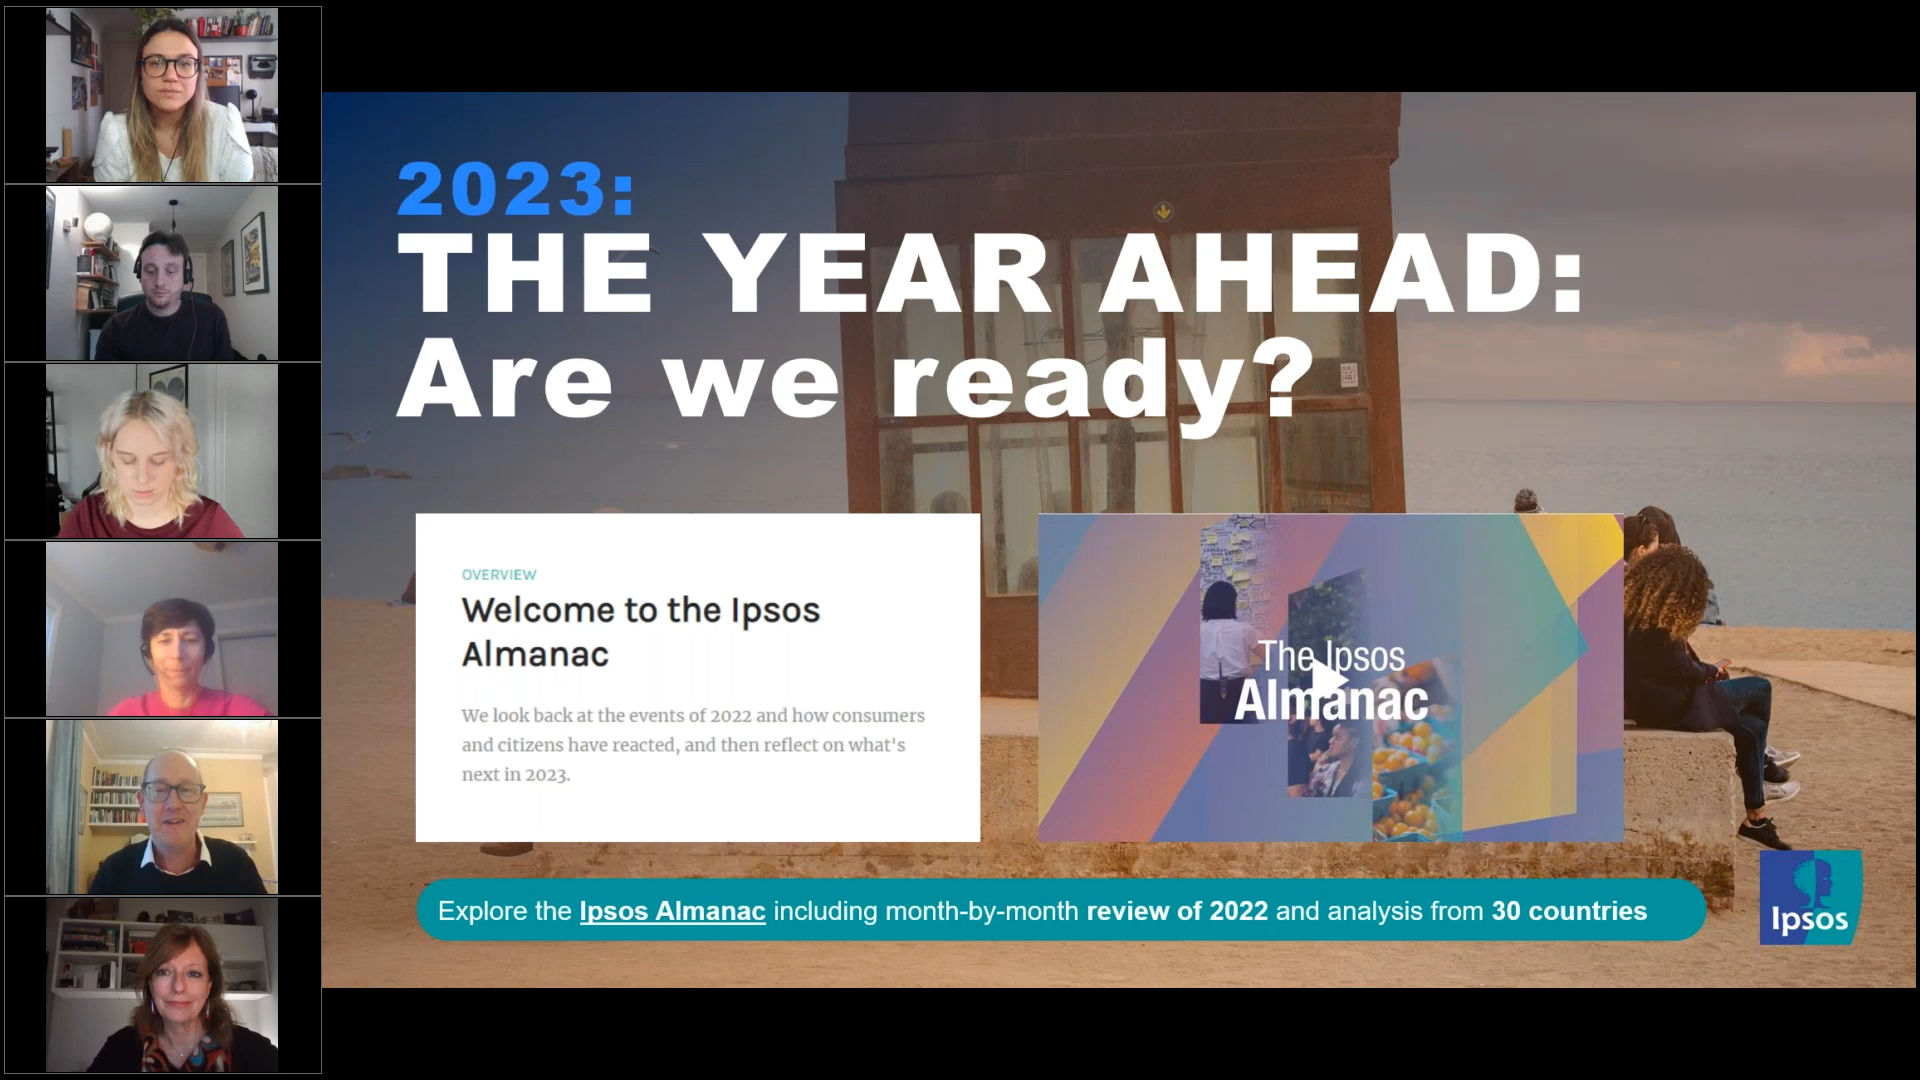 2023:
THE YEAR AHEAD:
Are we ready?
OVERVIEW
Welcome to the Ipsos
Almanac
We look back at the events of 2022 and how consumers
and citizens have reacted, and then reflect on what's
next in 2023.
The Ipsos
Almanac
Explore the Ipsos Almanac including month-by-month review of 2022 and analysis from 30 countries
Ipsos